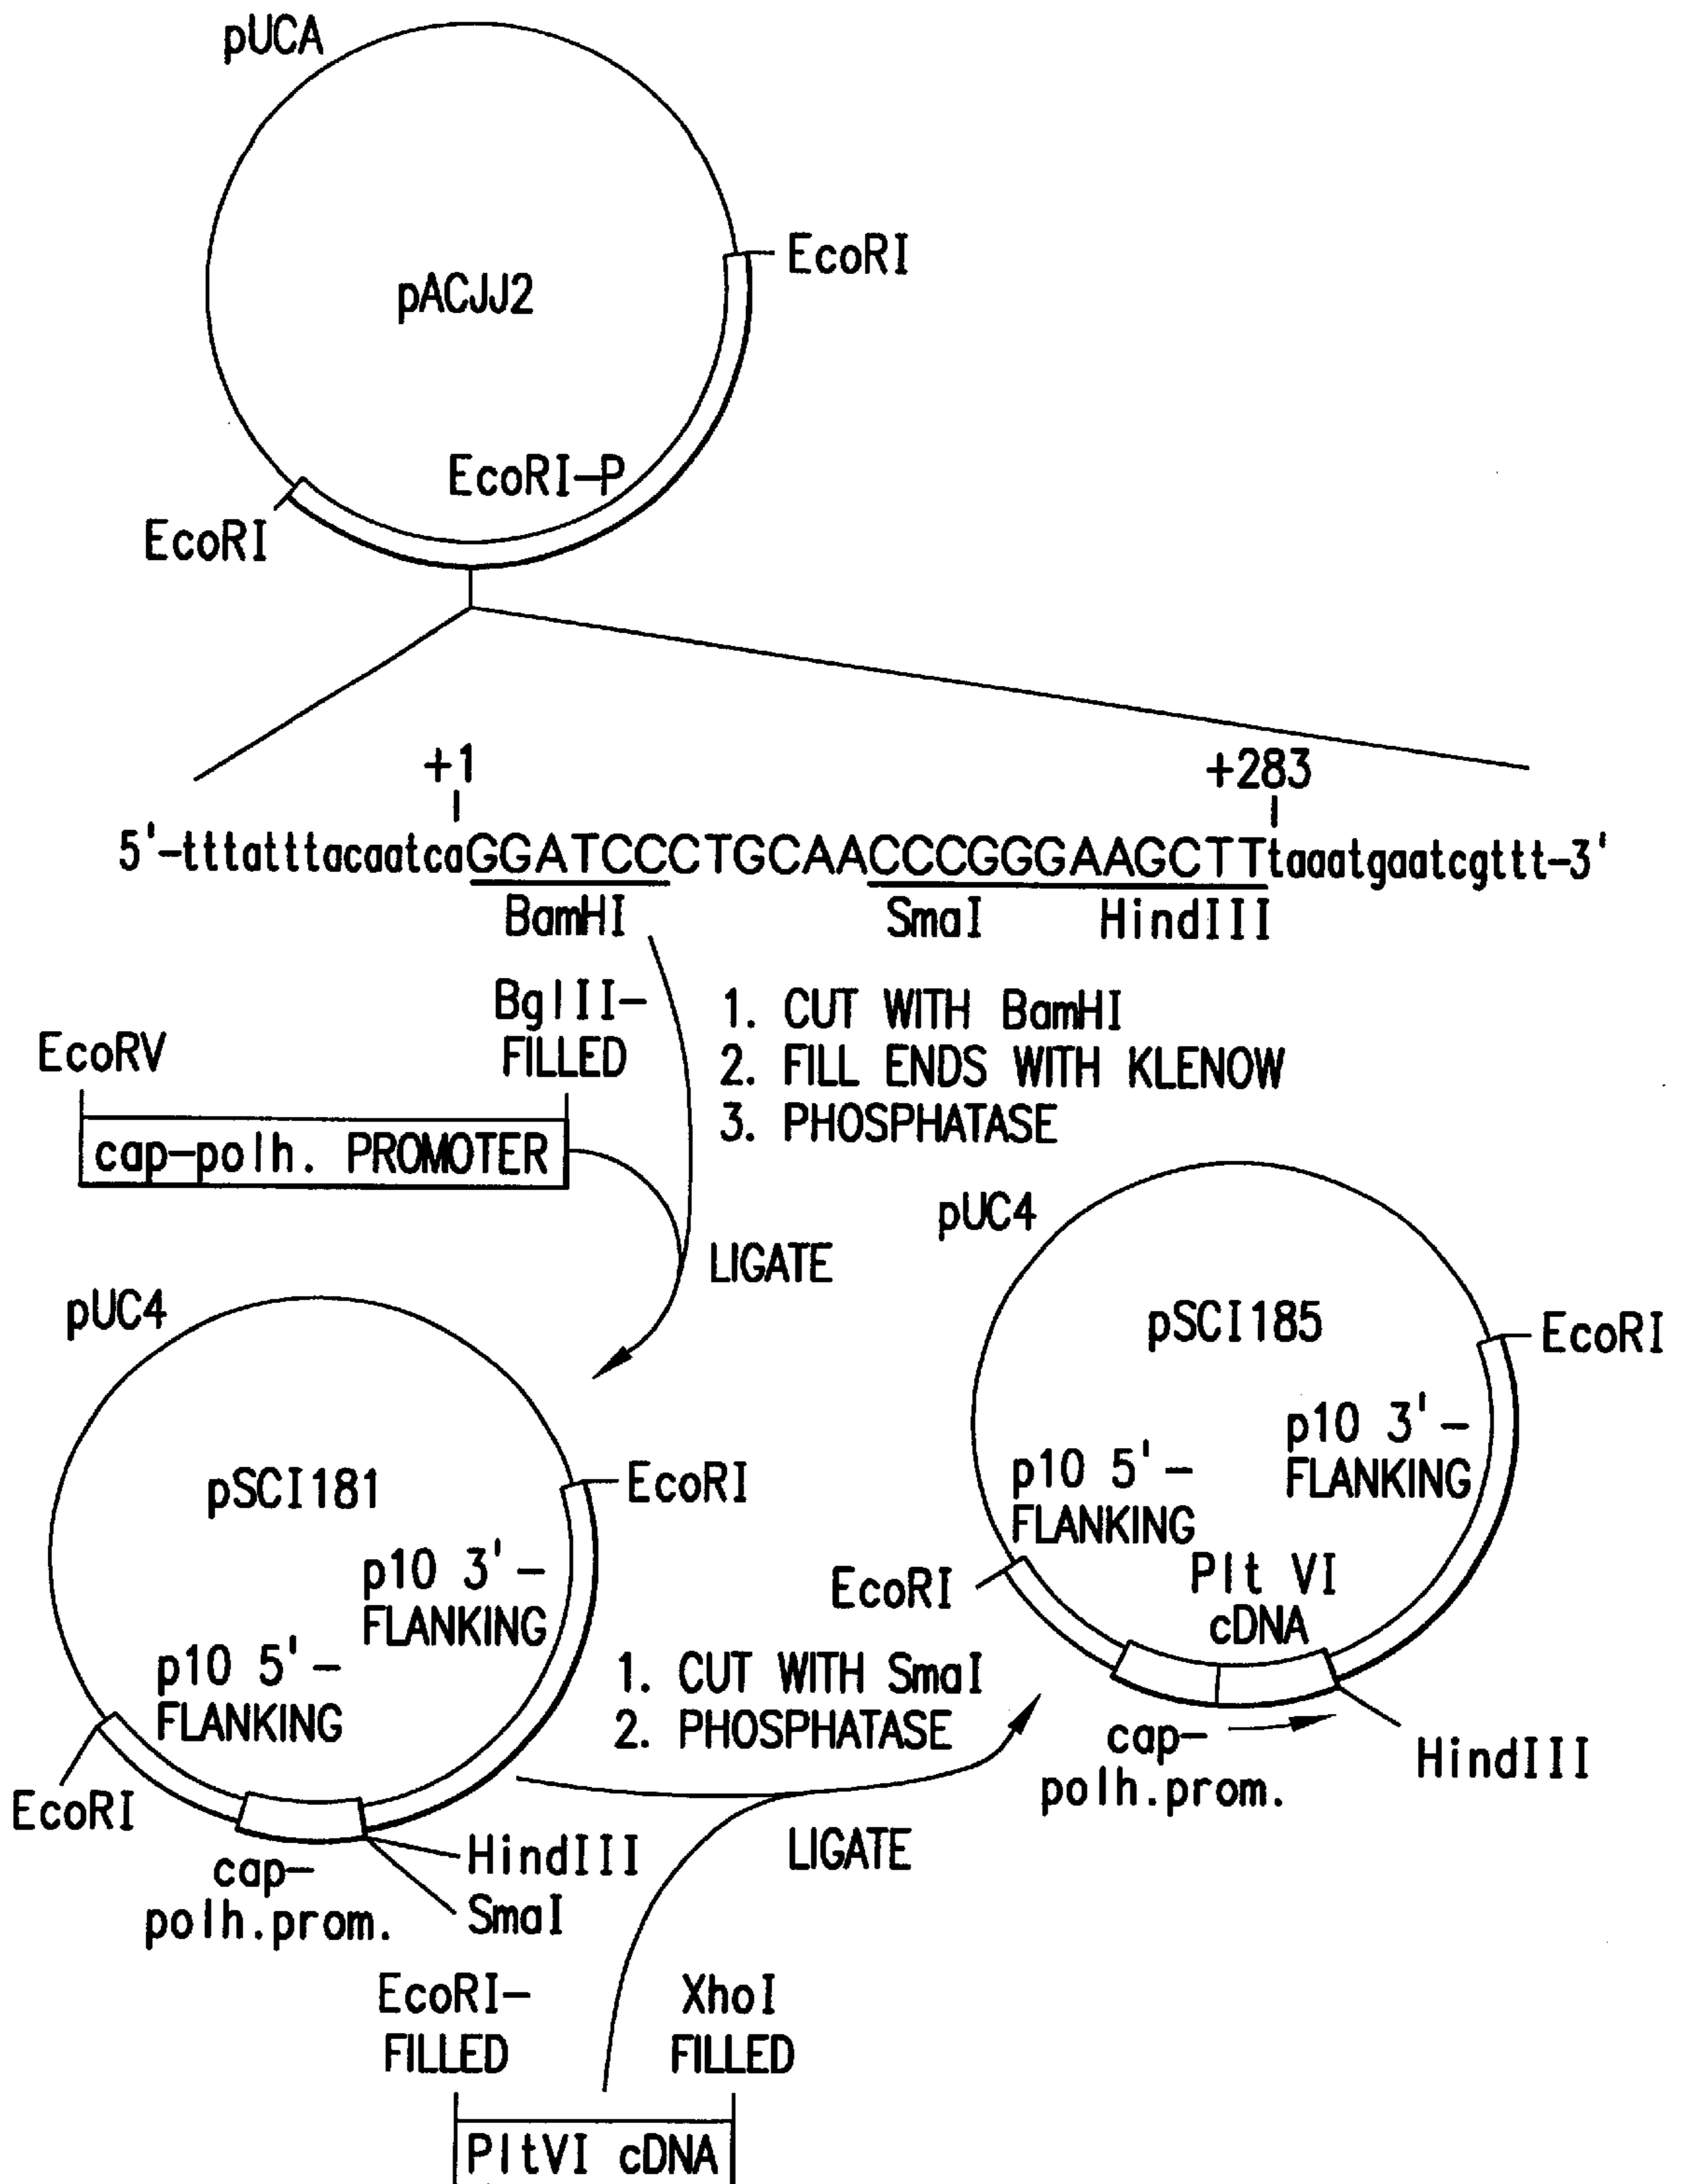 pUCA
EcoRI
pACJJ2
EcoRI-P
EcoRI
+1
+283
5'-tttatttacaatcaGGATCCCTGCAACCCGGGAAGCTTtaaatgaatcgttt-3'
BamHI
SmaI
HindIII
BglII-
FILLED
1. CUT WITH BamHI
2. FILL ENDS WITH KLENOW
3. PHOSPHATASE
EcoRV
cap-polh. PROMOTER
LIGATE
pUC4
pSCI181
EcoRI
p10 3'-
FLANKING
p10 5'-
FLANKING
EcoRI
cap-
polh.prom.
HindIII
SmaI
1. CUT WITH SmaI
2. PHOSPHATASE
LIGATE
EcoRI-
FILLED
XhoI
FILLED
PltVI cDNA
pUC4
pSCI185
EcoRI
p10 3'-
FLANKING
p10 5'-
FLANKING
EcoRI
Plt VI
cDNA
cap-
polh.prom.
HindIII